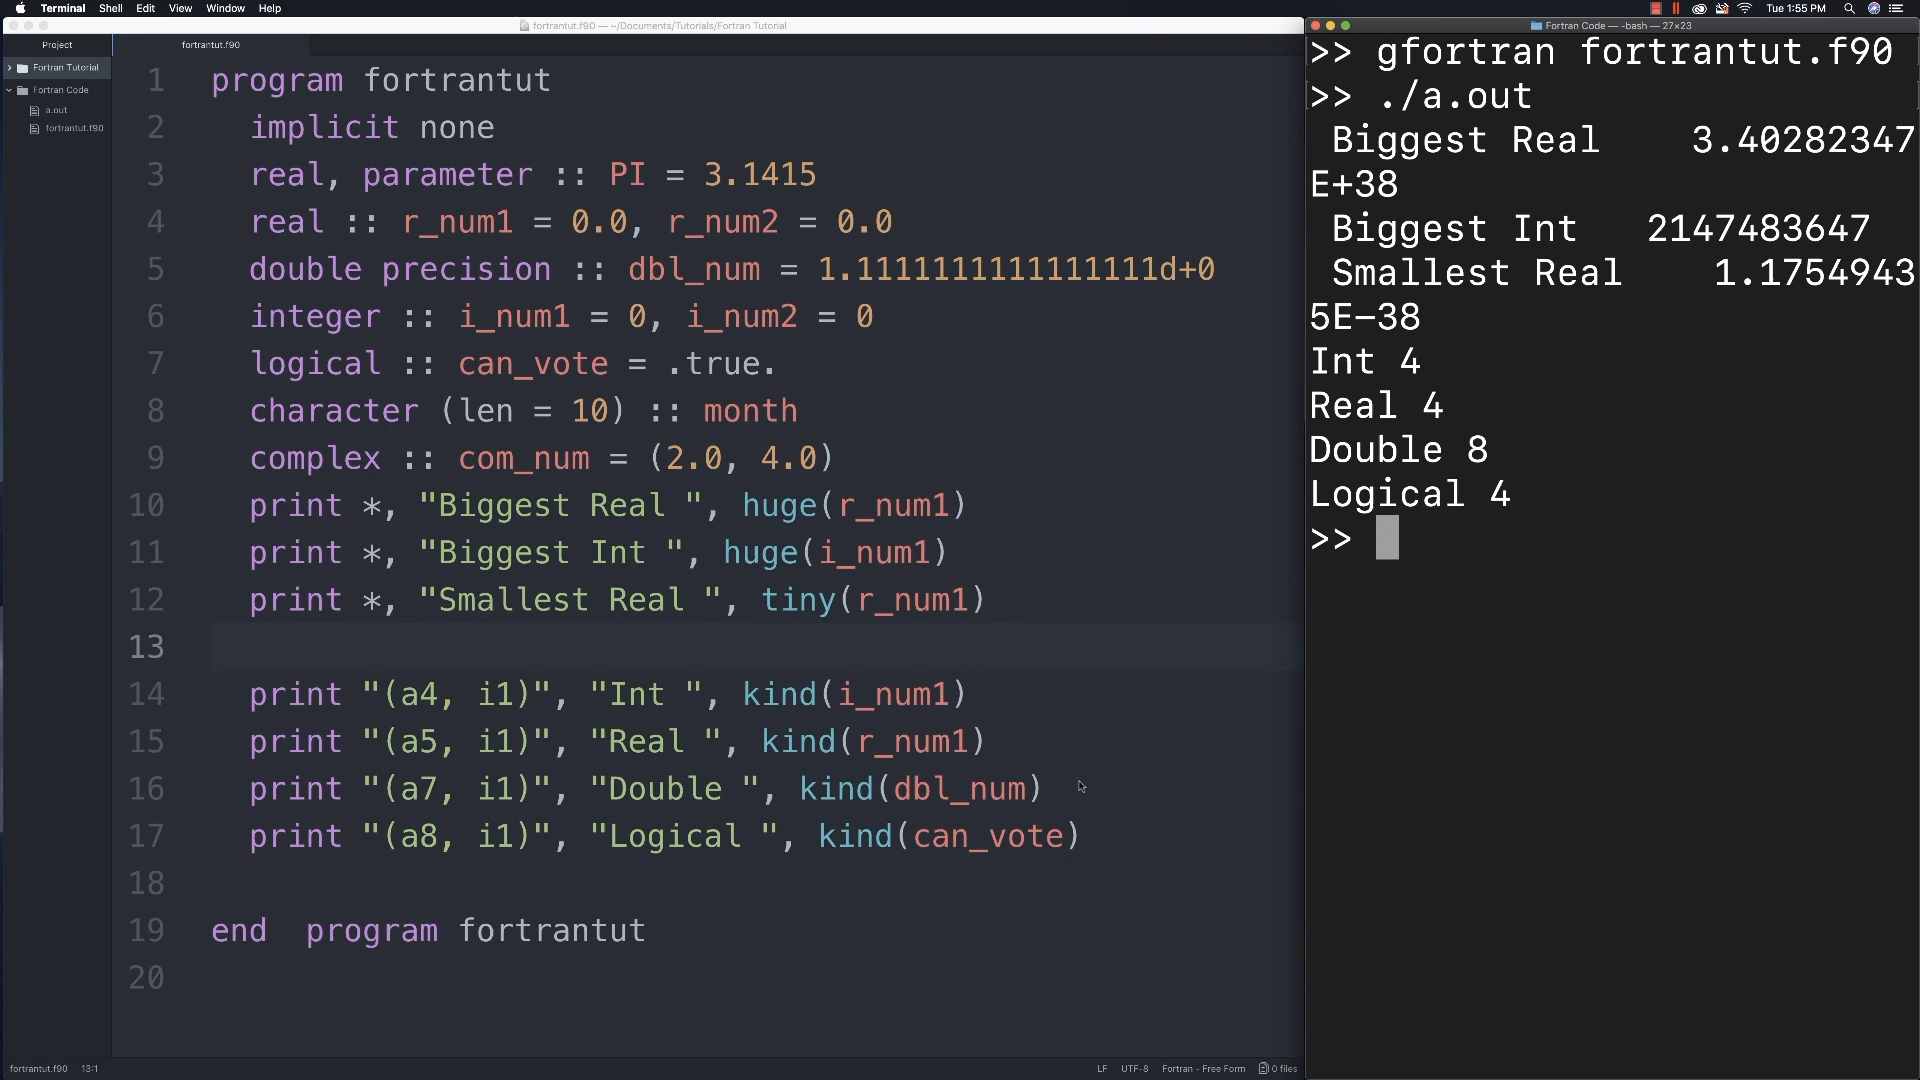 Terminal Shell Edit View Window Help
Tue 1:55 PM
fortrantut.f90 — ~/Documents/Tutorials/Fortran Tutorial
Project
Fortran Tutorial
Fortran Code
a.out
fortrantut.f90
fortrantut.f90
1 program fortrantut
2 implicit none
3 real, parameter :: PI = 3.1415
4 real :: r_num1 = 0.0, r_num2 = 0.0
5 double precision :: dbl_num = 1.1111111111111111d+0
6 integer :: i_num1 = 0, i_num2 = 0
7 logical :: can_vote = .true.
8 character (len = 10) :: month
9 complex :: com_num = (2.0, 4.0)
10 print *, "Biggest Real ", huge(r_num1)
11 print *, "Biggest Int ", huge(i_num1)
12 print *, "Smallest Real ", tiny(r_num1)
13
14 print "(a4, i1)", "Int ", kind(i_num1)
15 print "(a5, i1)", "Real ", kind(r_num1)
16 print "(a7, i1)", "Double ", kind(dbl_num)
17 print "(a8, i1)", "Logical ", kind(can_vote)
18
19 end  program fortrantut
20
fortrantut.f90 13:1
LF UTF-8 Fortran - Free Form 0 files
Fortran Code — -bash — 27×23
>> gfortran fortrantut.f90
>> ./a.out
Biggest Real 3.40282347
E+38
Biggest Int 2147483647
Smallest Real 1.1754943
5E-38
Int 4
Real 4
Double 8
Logical 4
>>